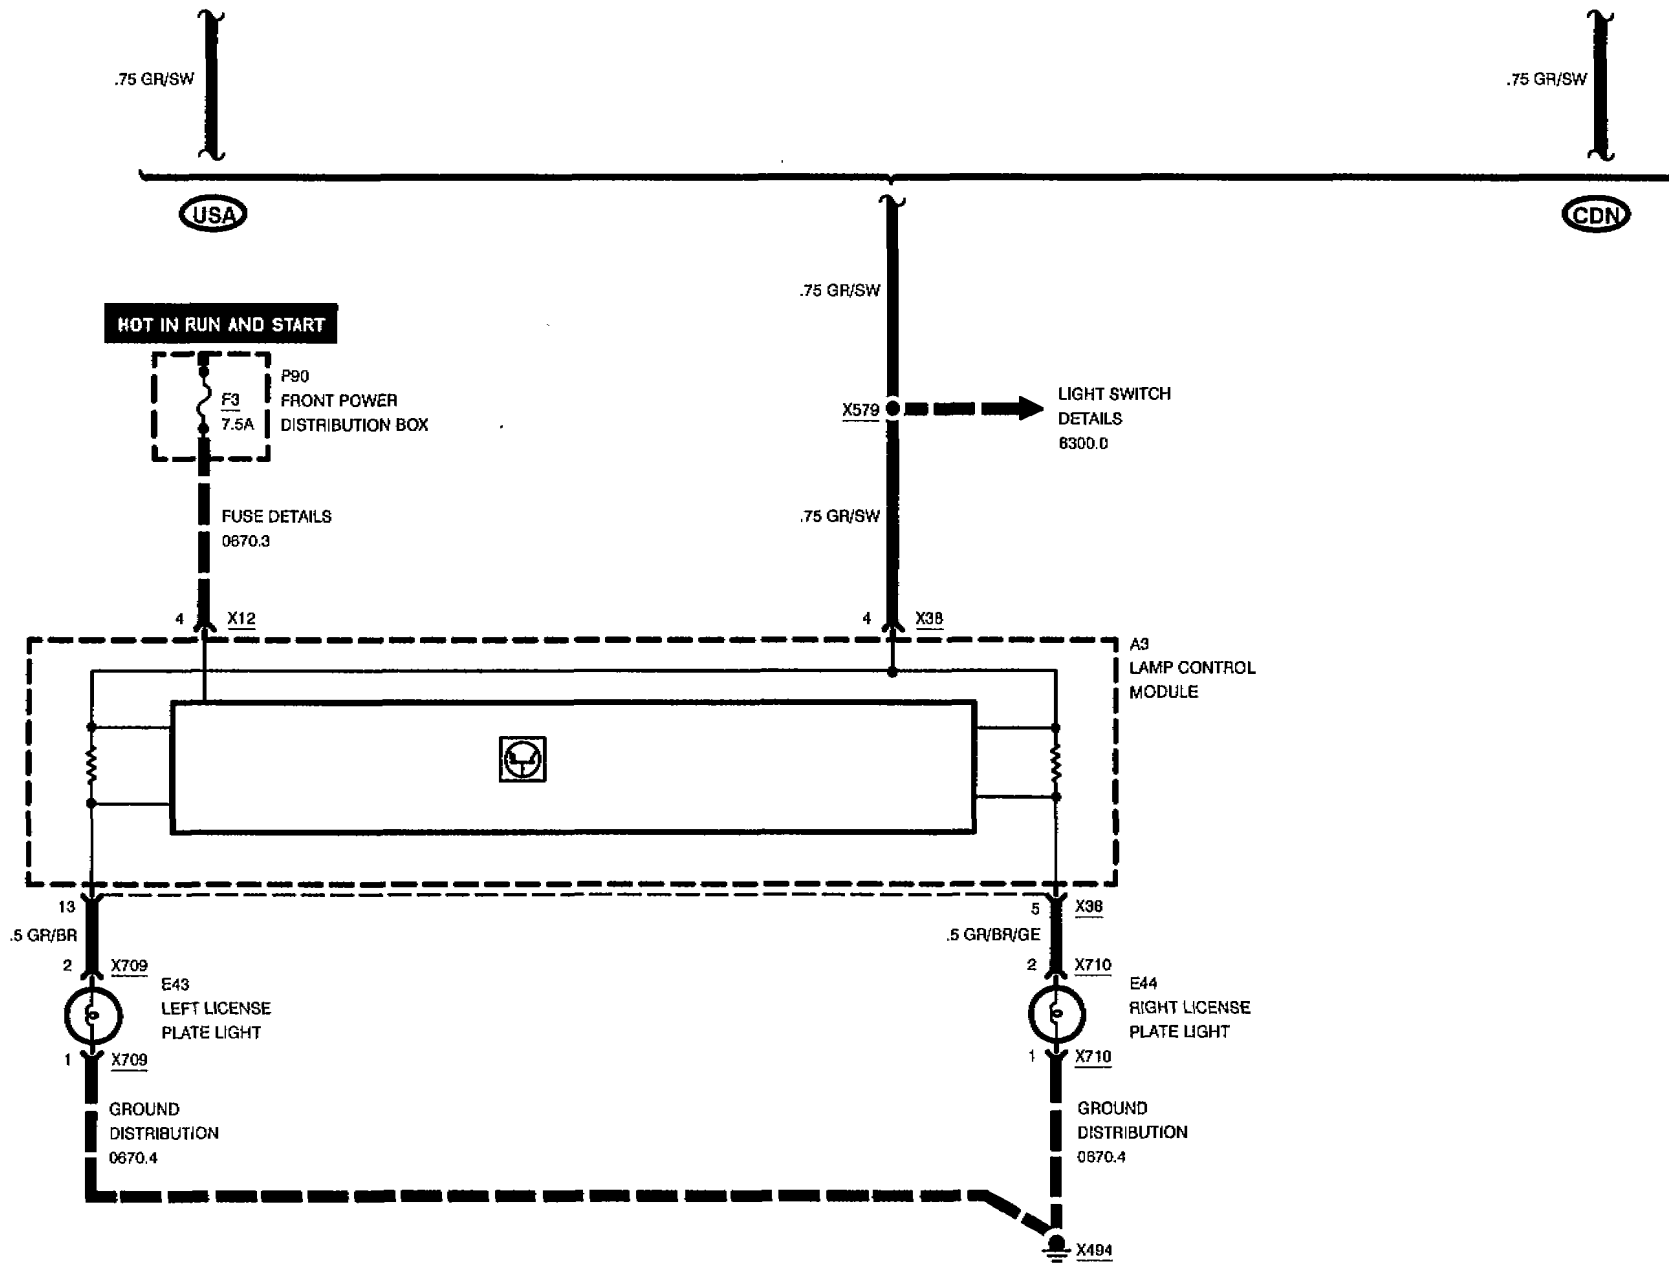 .75 GR/SW
.75 GR/SW
USA
CDN
.75 GR/SW
HOT IN RUN AND START
P90
FRONT POWER
DISTRIBUTION BOX
F3
7.5A
X579
LIGHT SWITCH
DETAILS
6300.0
FUSE DETAILS
0670.3
.75 GR/SW
4
X12
4
X38
A3
LAMP CONTROL
MODULE
13
5
X38
.5 GR/BR
.5 GR/BR/GE
2
X709
2
X710
E43
LEFT LICENSE
PLATE LIGHT
E44
RIGHT LICENSE
PLATE LIGHT
1
X709
1
X710
GROUND
DISTRIBUTION
0670.4
GROUND
DISTRIBUTION
0670.4
X494